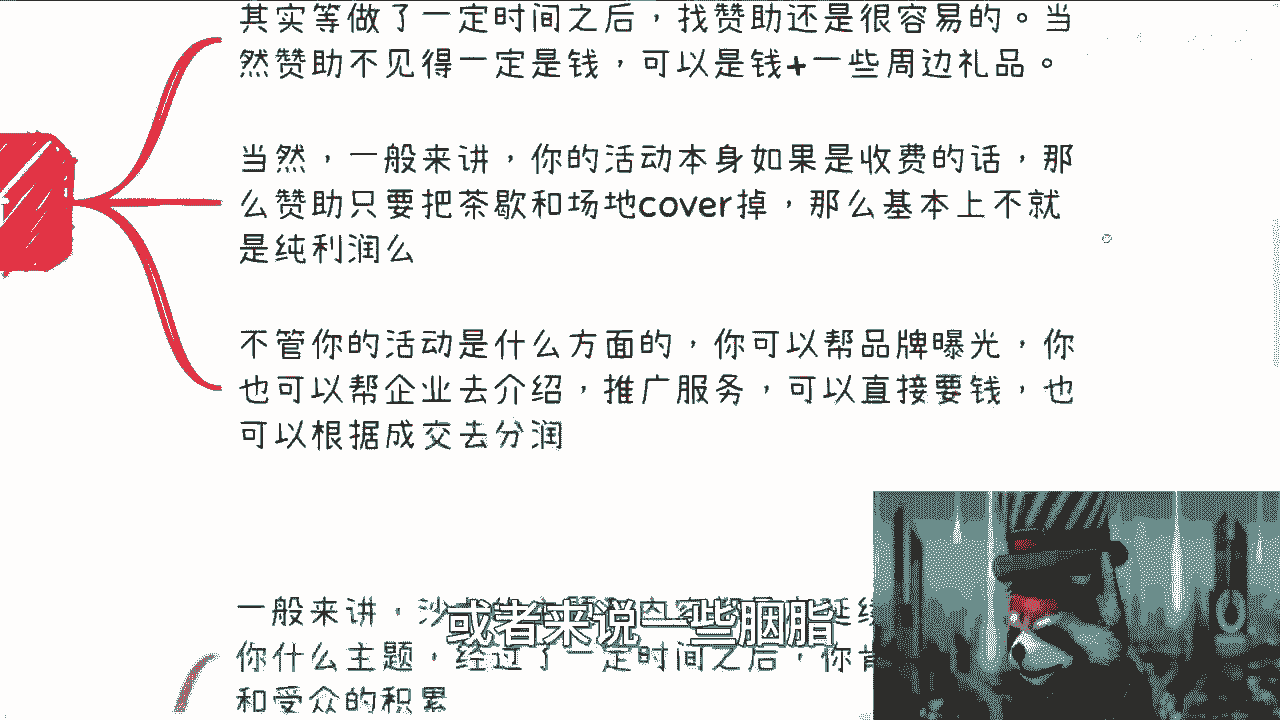 其实等做了一定时间之后，找赞助还是很容易的。当
然赞助不见得一定是钱，可以是钱+一些周边礼品。
当然，一般来讲，你的活动本身如果是收费的话，那
么赞助只要把茶歇和场地cover掉，那么基本上不就
是纯利润么
不管你的活动是什么方面的，你可以帮品牌曝光，你
也可以帮企业去介绍，推广服务，可以直接要钱，也
可以根据成交去分润
一般来讲，沙
或者来说一些胭脂
你什么主题，经过了一定时间之后，你肯
和受众的积累